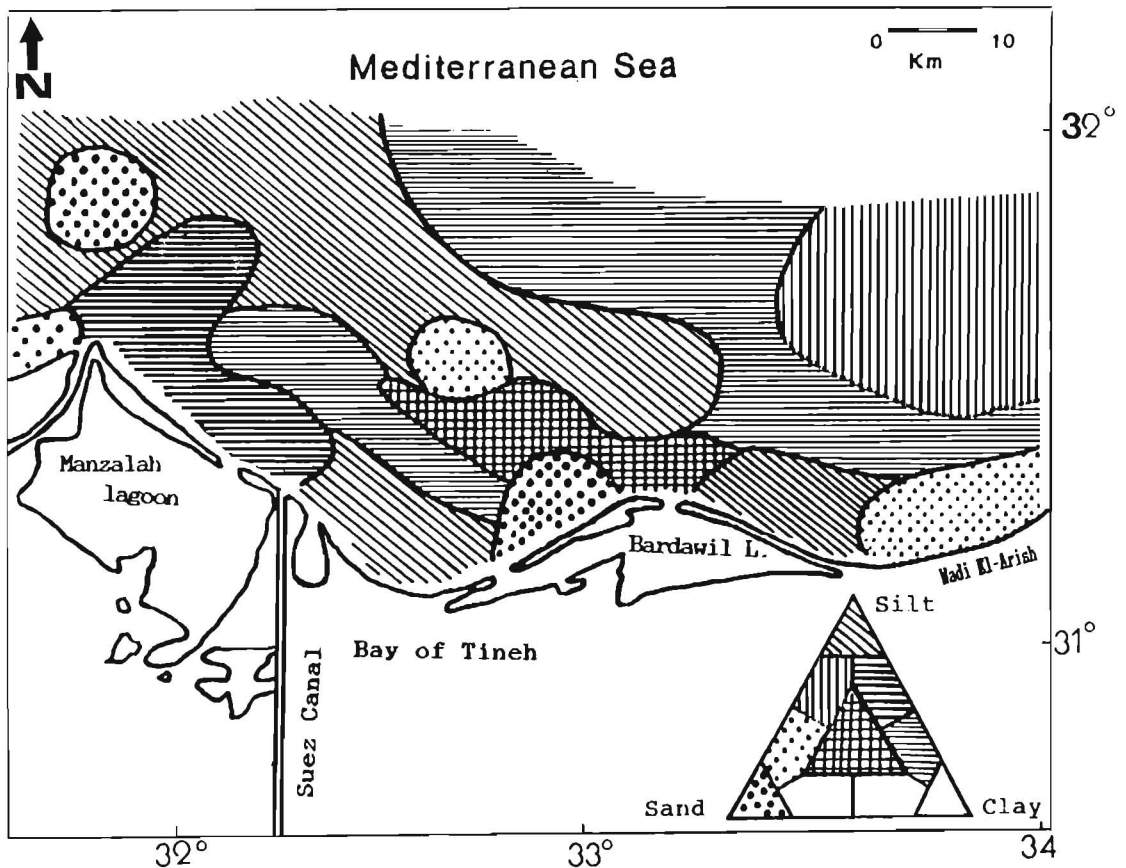 N
Mediterranean Sea
0 10
Km
32°
Manzalah
lagoon
Bardawil L.
Wadi El-Arish
Silt
31°
Bay of Tineh
Suez Canal
Sand
Clay
32°
33°
34